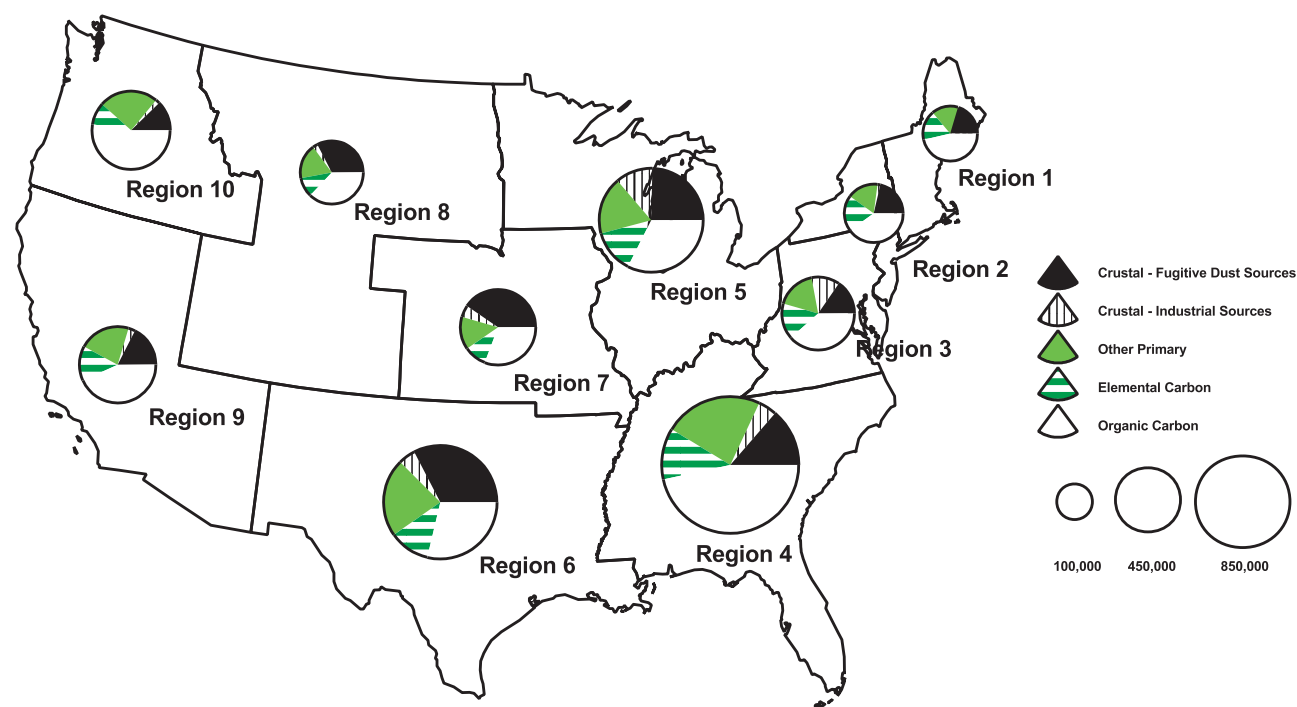 Region 1
Region 10
Region 8
Region 2
Region 5
Region 3
Region 7
Region 9
Region 4
Region 6
Crustal - Fugitive Dust Sources
Crustal - Industrial Sources
Other Primary
Elemental Carbon
Organic Carbon
100,000 450,000 850,000